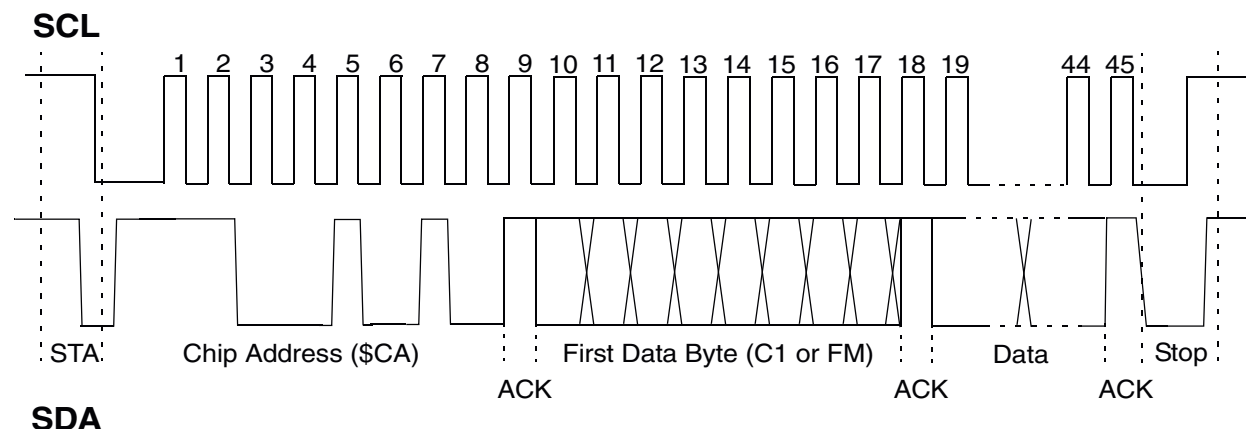 SCL
1 2 3 4 5 6 7 8 9 10 11 12 13 14 15 16 17 18 19 44 45
STA Chip Address ($CA) First Data Byte (C1 or FM) Data Stop
ACK ACK ACK
SDA